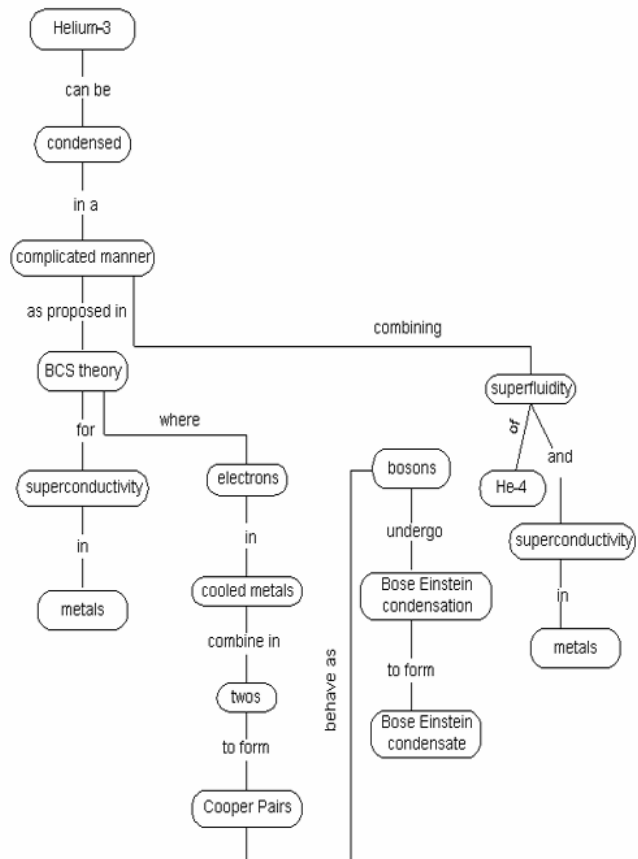 Helium-3
can be
condensed
in a
complicated manner
as proposed in
combining
BCS theory
superfluidity
where
for
of
and
electrons
bosons
superconductivity
He-4
undergo
in
in
superconductivity
cooled metals
Bose Einstein
condensation
in
metals
combine in
metals
to form
behave as
twos
Bose Einstein
condensate
to form
Cooper Pairs